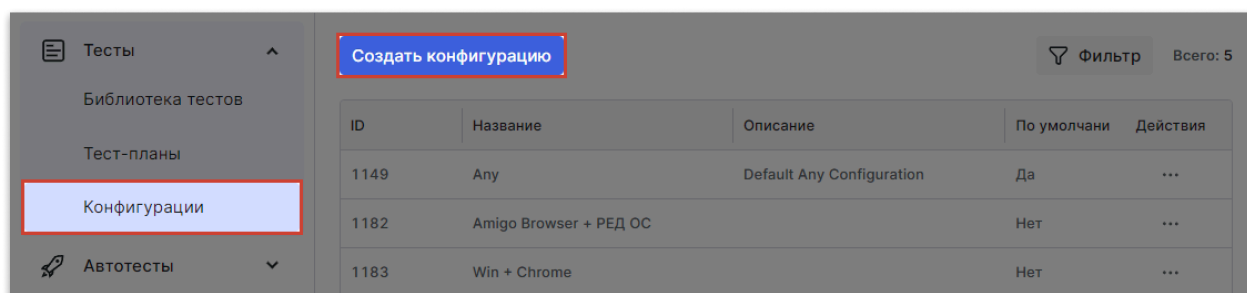 Тесты
Библиотека тестов
Тест-планы
Конфигурации
Автотесты
Создать конфигурацию
Фильтр Всего: 5
ID Название Описание По умолчани Действия
1149 Any Default Any Configuration Да ...
1182 Amigo Browser + РЕД ОС Нет ...
1183 Win + Chrome Нет ...